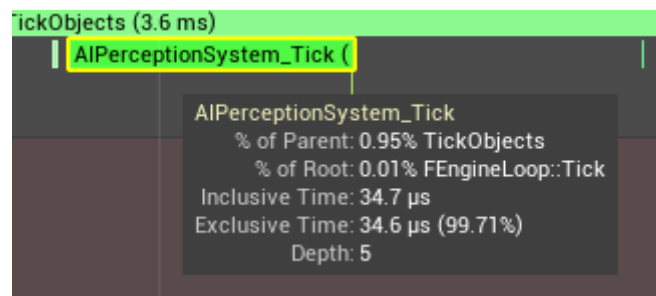 TickObjects (3.6 ms)
AIPerceptionSystem_Tick (
AIPerceptionSystem_Tick
% of Parent: 0.95% TickObjects
% of Root: 0.01% FEngineLoop::Tick
Inclusive Time: 34.7 µs
Exclusive Time: 34.6 µs (99.71%)
Depth: 5